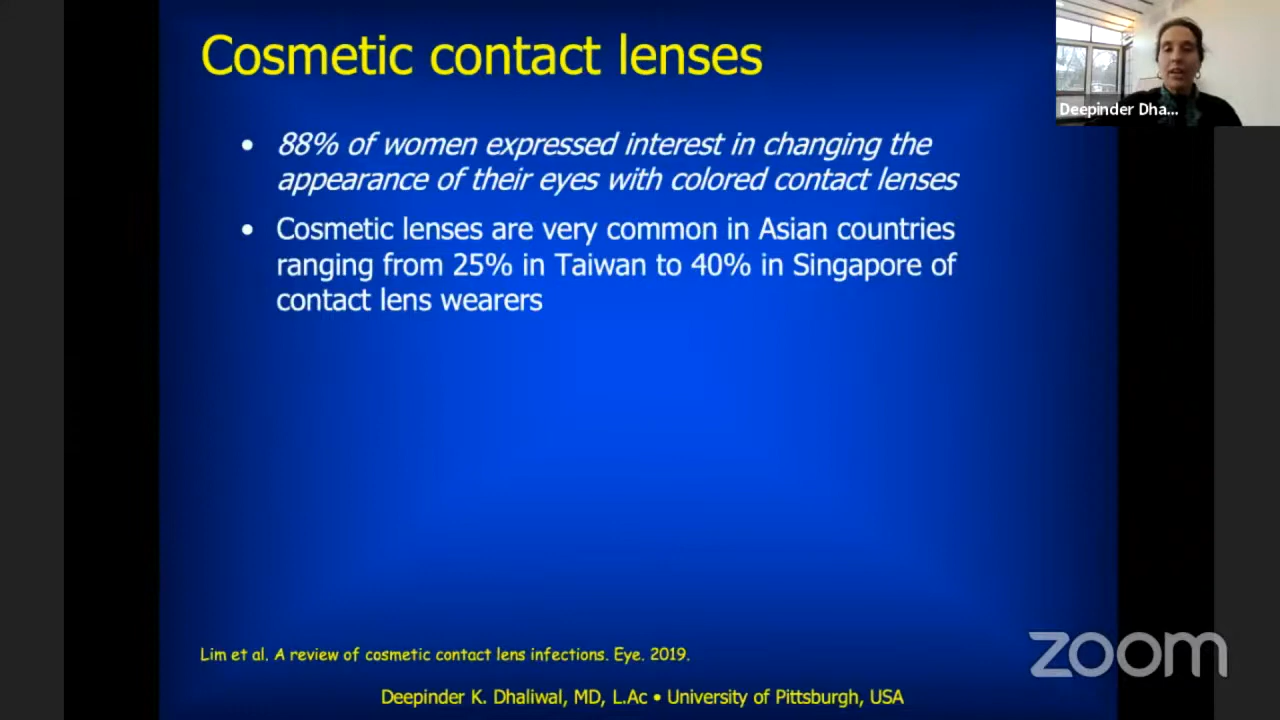 Cosmetic contact lenses
Deepinder Dha...
• 88% of women expressed interest in changing the
appearance of their eyes with colored contact lenses
• Cosmetic lenses are very common in Asian countries
ranging from 25% in Taiwan to 40% in Singapore of
contact lens wearers
Lim et al. A review of cosmetic contact lens infections. Eye. 2019.
zoom
Deepinder K. Dhaliwal, MD, L.Ac • University of Pittsburgh, USA